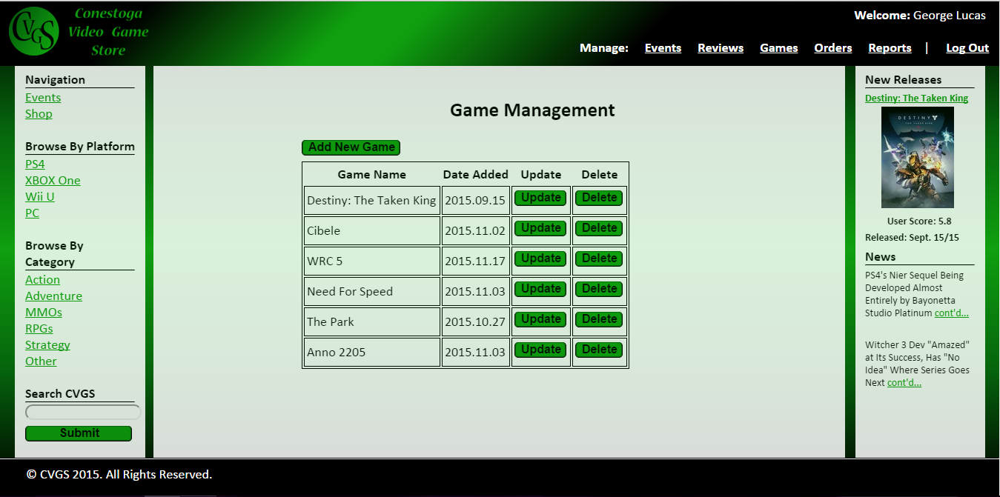 CVGS
Conestoga
Video Game
Store
Welcome: George Lucas
Manage: Events Reviews Games Orders Reports | Log Out
Navigation
Events
Shop
Browse By Platform
PS4
XBOX One
Wii U
PC
Browse By
Category
Action
Adventure
MMOs
RPGs
Strategy
Other
Search CVGS
Submit
Game Management
Add New Game
Game Name Date Added Update Delete
Destiny: The Taken King 2015.09.15 Update Delete
Cibele 2015.11.02 Update Delete
WRC 5 2015.11.17 Update Delete
Need For Speed 2015.11.03 Update Delete
The Park 2015.10.27 Update Delete
Anno 2205 2015.11.03 Update Delete
New Releases
Destiny: The Taken King
DESTINY
THE TAKEN KING
User Score: 5.8
Released: Sept. 15/15
News
PS4's Nier Sequel Being
Developed Almost
Entirely by Bayonetta
Studio Platinum cont'd...
Witcher 3 Dev "Amazed"
at Its Success, Has "No
Idea" Where Series Goes
Next cont'd...
© CVGS 2015. All Rights Reserved.